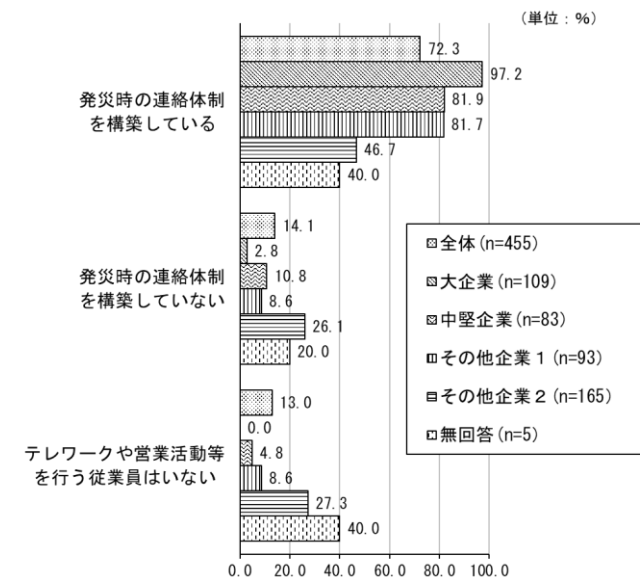 （単位：％）
発災時の連絡体制
を構築している
72.3
97.2
81.9
81.7
46.7
40.0
発災時の連絡体制
を構築していない
14.1
2.8
10.8
8.6
26.1
20.0
テレワークや営業活動等
を行う従業員はいない
13.0
0.0
4.8
8.6
27.3
40.0
全体(n=455)
大企業(n=109)
中堅企業(n=83)
その他企業１(n=93)
その他企業２(n=165)
無回答(n=5)
0.0 20.0 40.0 60.0 80.0 100.0